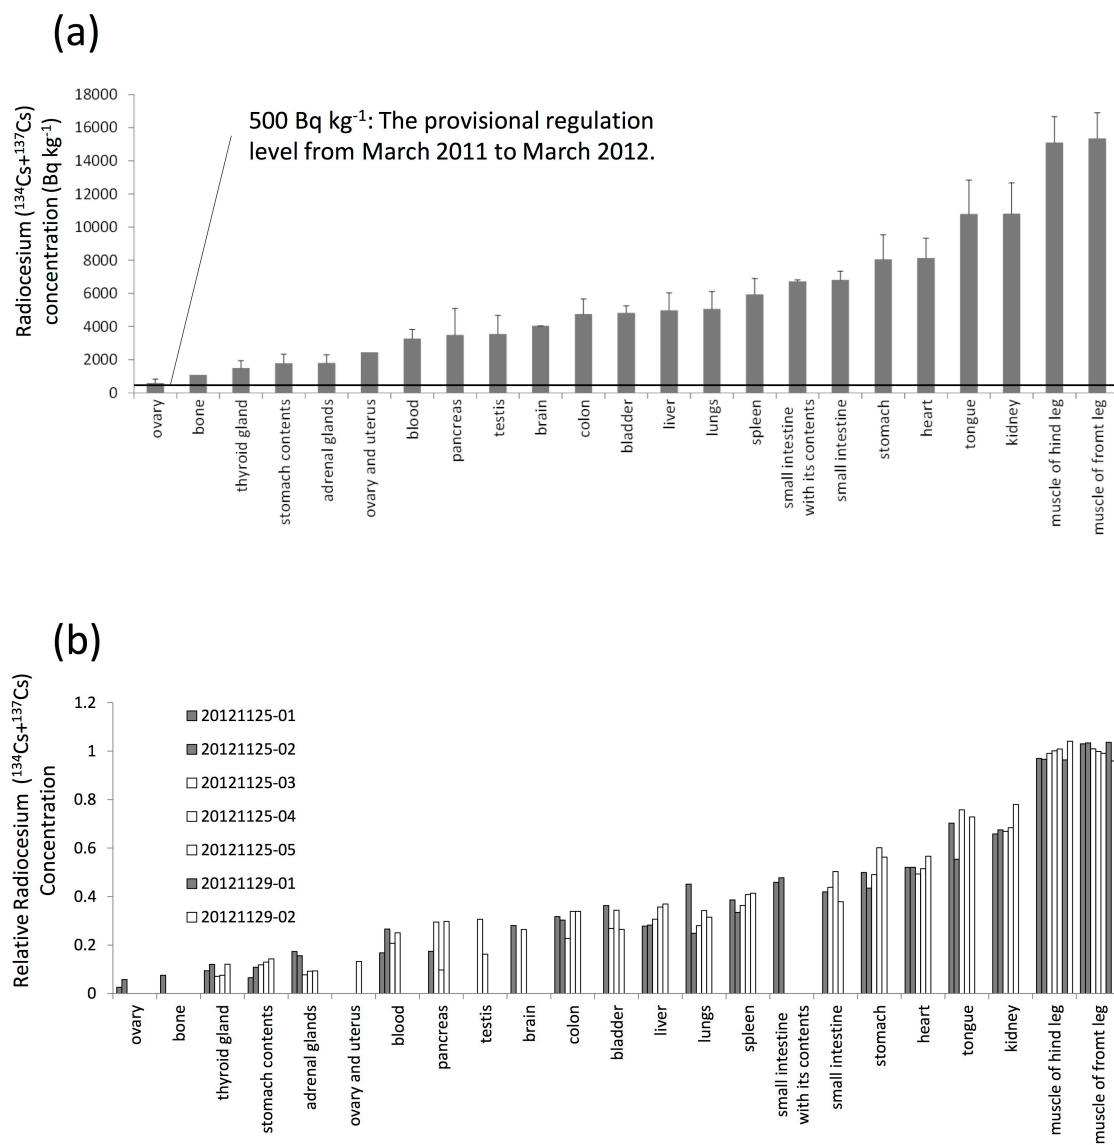 (a)
Radiocesium (¹³⁴Cs+¹³⁷Cs)
concentration (Bq kg⁻¹)
18000
16000
14000
12000
10000
8000
6000
4000
2000
0
500 Bq kg⁻¹: The provisional regulation
level from March 2011 to March 2012.
ovary
bone
thyroid gland
stomach contents
adrenal glands
ovary and uterus
blood
pancreas
testis
brain
colon
bladder
liver
lungs
spleen
small intestine
with its contents
small intestine
stomach
heart
tongue
kidney
muscle of hind leg
muscle of fromt leg
(b)
Relative Radiocesium (¹³⁴Cs+¹³⁷Cs)
Concentration
1.2
1
0.8
0.6
0.4
0.2
0
20121125-01
20121125-02
20121125-03
20121125-04
20121125-05
20121129-01
20121129-02
ovary
bone
thyroid gland
stomach contents
adrenal glands
ovary and uterus
blood
pancreas
testis
brain
colon
bladder
liver
lungs
spleen
small intestine
with its contents
small intestine
stomach
heart
tongue
kidney
muscle of hind leg
muscle of fromt leg